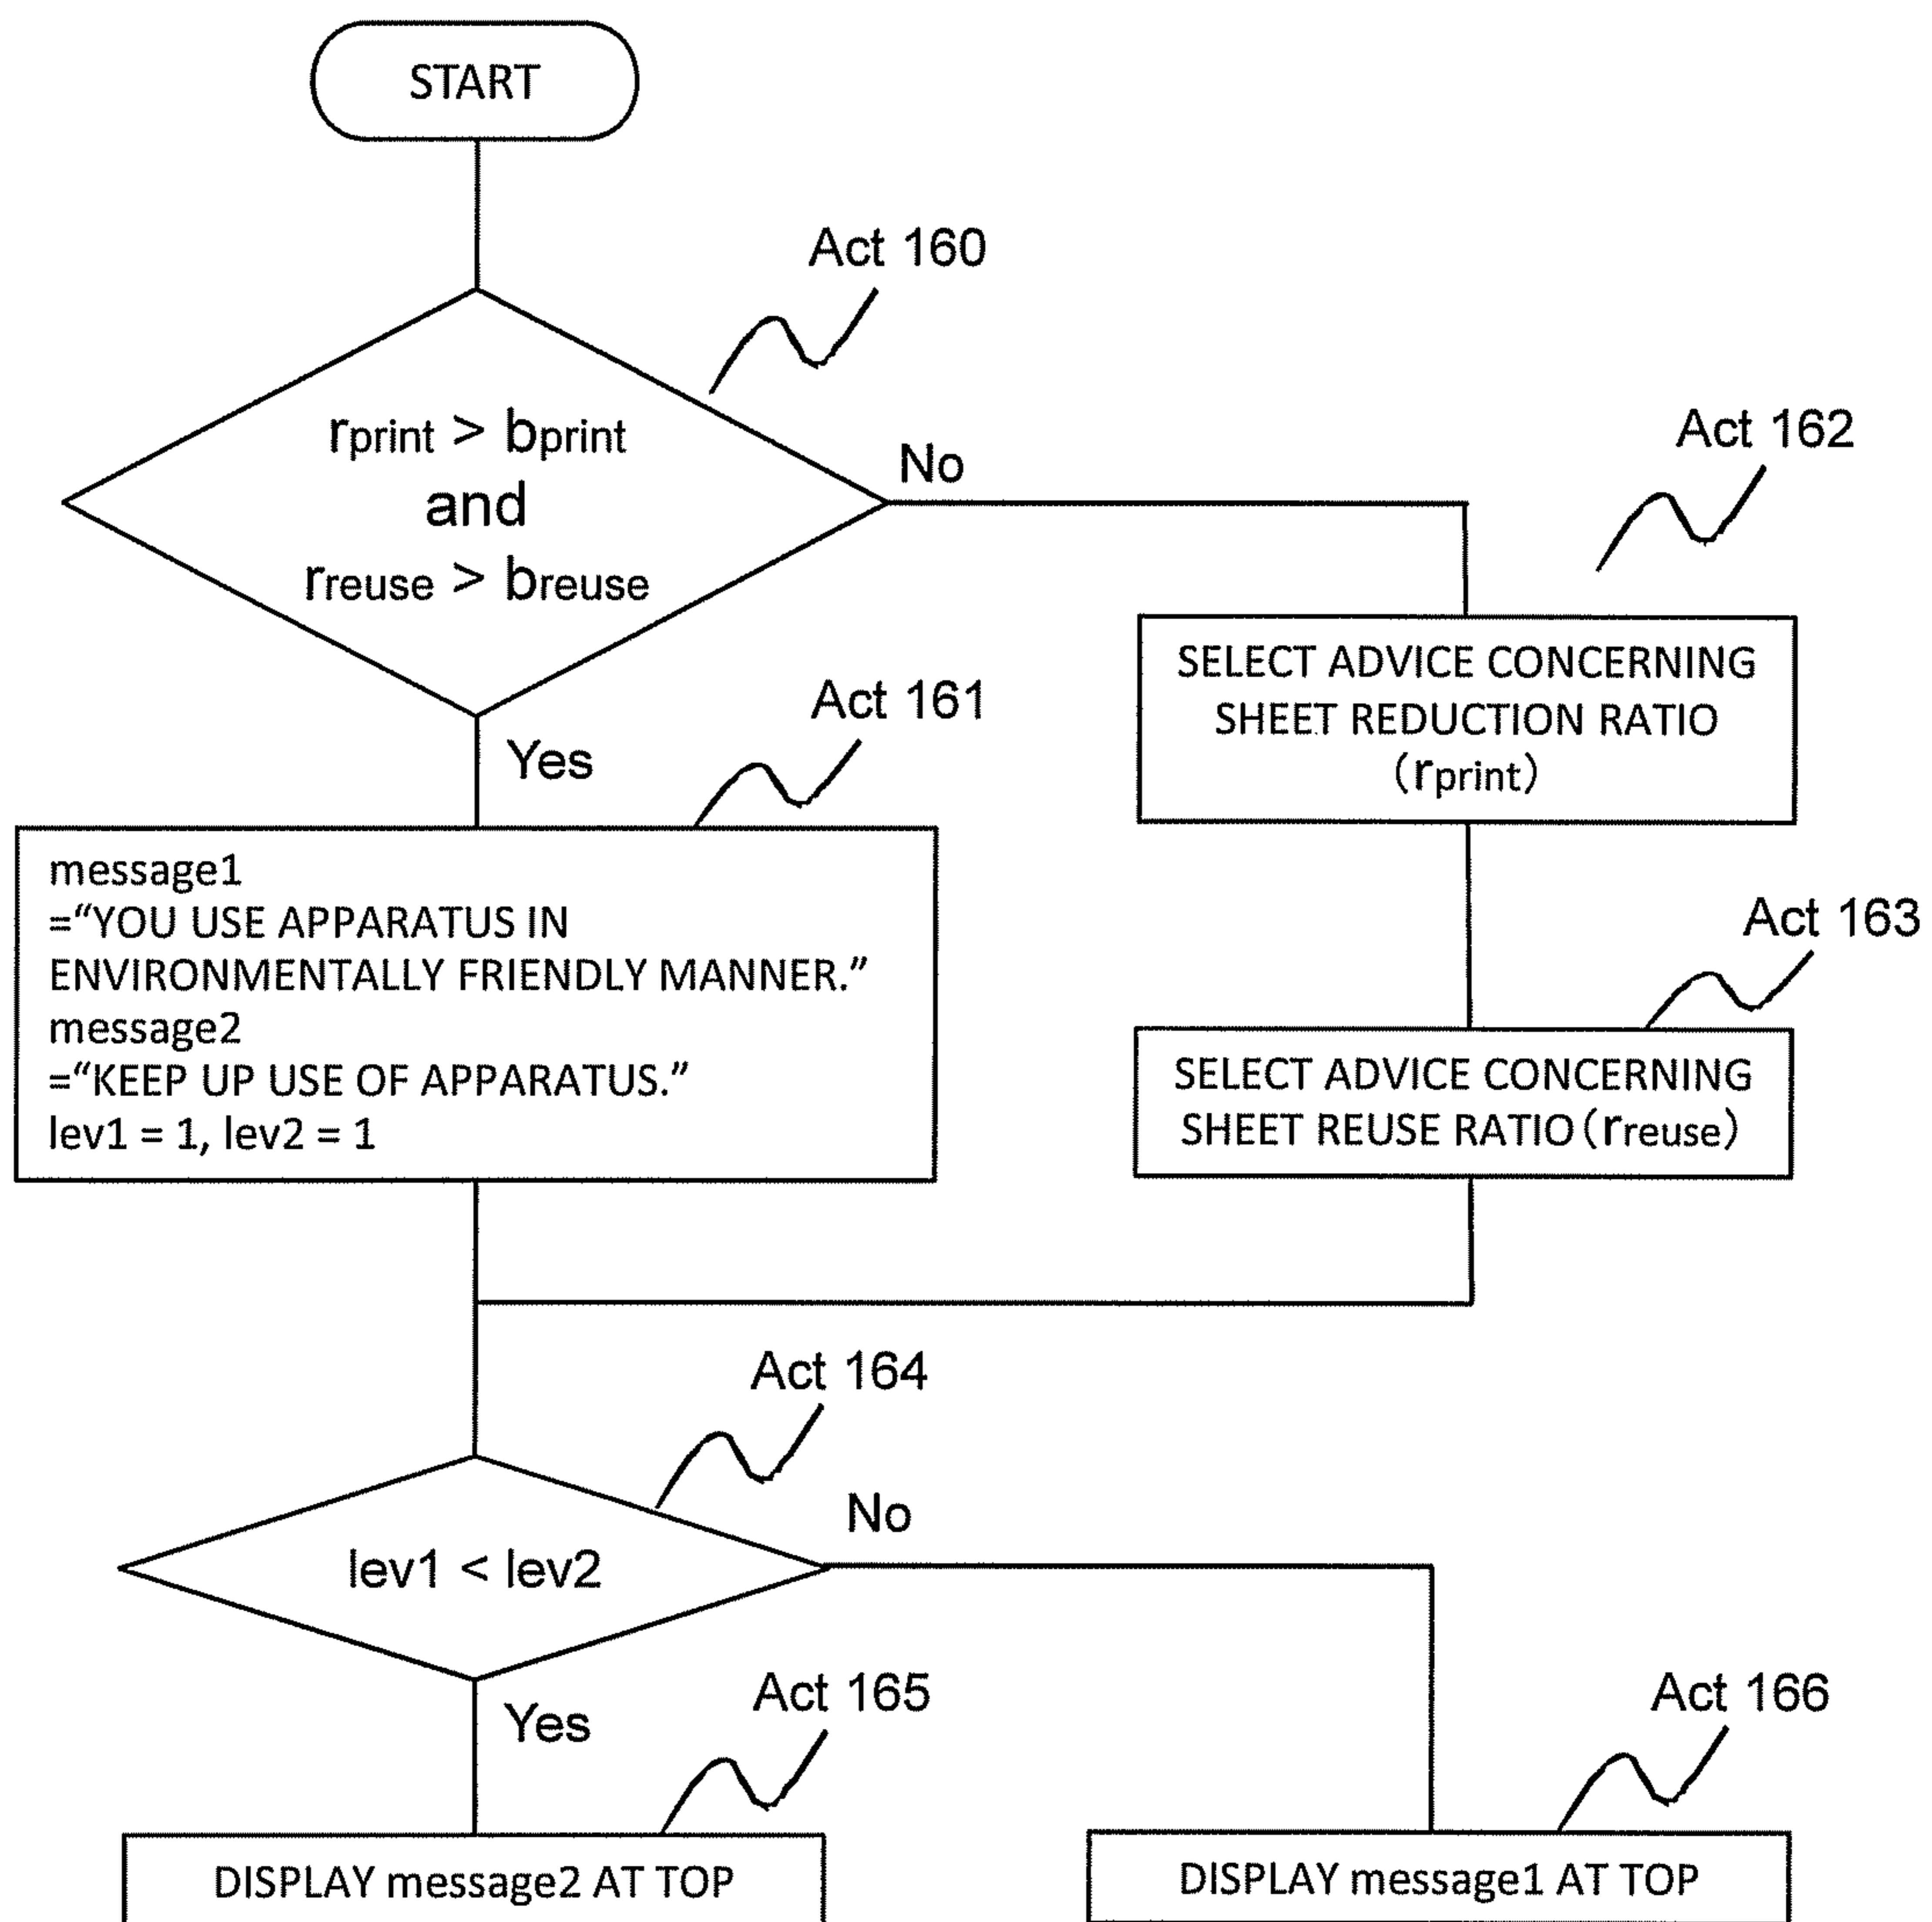 START
Act 160
rprint > bprint
and
rreuse > breuse
No
Act 162
SELECT ADVICE CONCERNING
SHEET REDUCTION RATIO
(rprint)
Yes
Act 161
message1
=“YOU USE APPARATUS IN
ENVIRONMENTALLY FRIENDLY MANNER.”
message2
=“KEEP UP USE OF APPARATUS.”
lev1 = 1, lev2 = 1
Act 163
SELECT ADVICE CONCERNING
SHEET REUSE RATIO (rreuse)
Act 164
lev1 < lev2
No
Yes
Act 165
DISPLAY message2 AT TOP
Act 166
DISPLAY message1 AT TOP